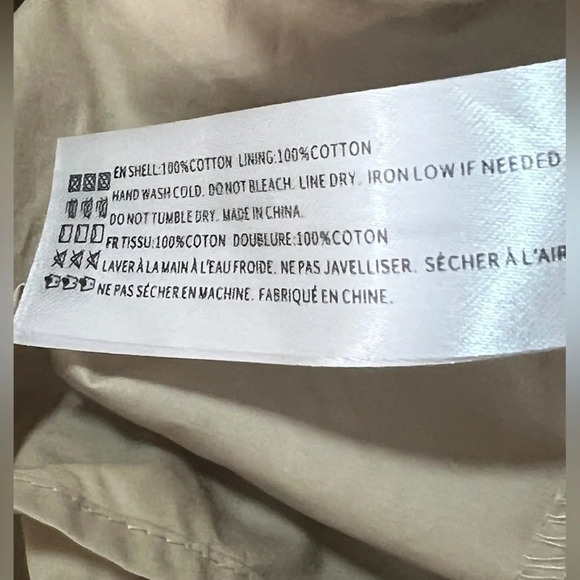 EN SHELL:100%COTTON LINING:100%COTTON
HAND WASH COLD. DO NOT BLEACH. LINE DRY. IRON LOW IF NEEDED
DO NOT TUMBLE DRY. MADE IN CHINA.
FR TISSU:100%COTON DOUBLURE:100%COTON
LAVER À LA MAIN À L'EAU FROIDE. NE PAS JAVELLISER. SÉCHER À L'AIR
NE PAS SÉCHER EN MACHINE. FABRIQUÉ EN CHINE.